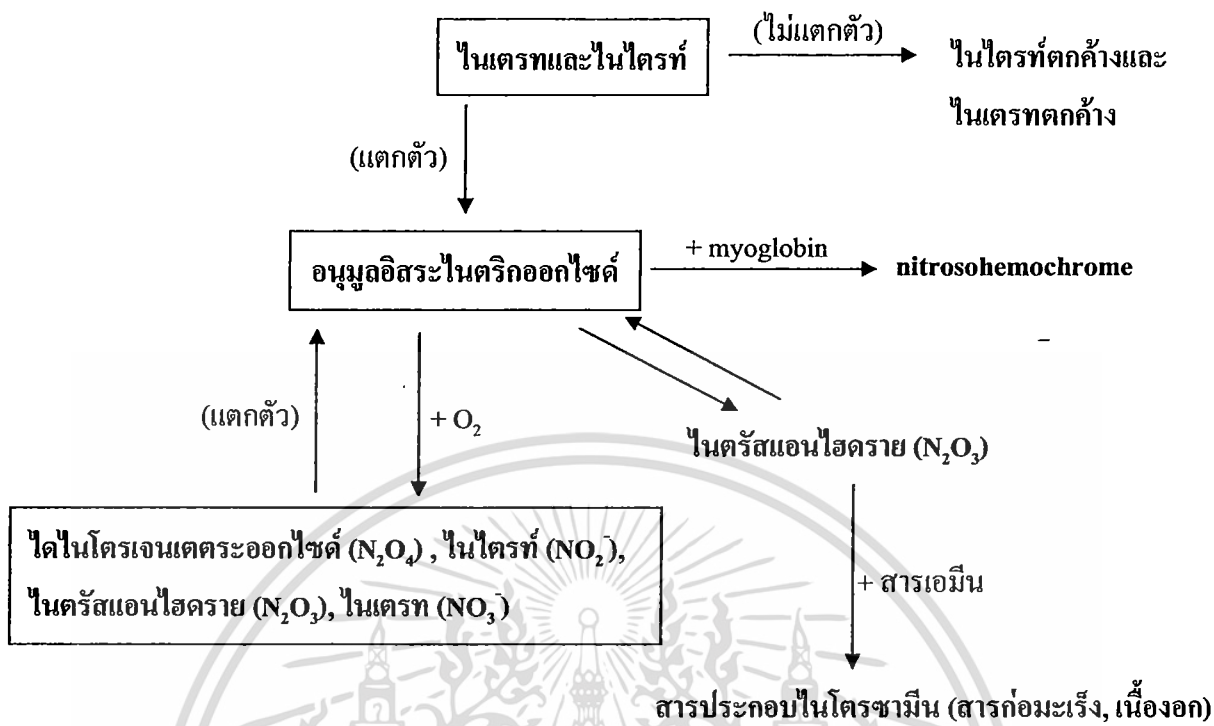 ไนเตรทและไนไตรท์
(ไม่แตกตัว)
ไนไตรท์ตกค้างและ
ไนเตรทตกค้าง
(แตกตัว)
อนุมูลอิสระไนตริกออกไซด์
+ myoglobin
nitrosohemochrome
(แตกตัว)
+ O₂
ไนตรัสแอนไฮดราย (N₂O₃)
ไดไนโตรเจนเตตระออกไซด์ (N₂O₄) , ไนไตรท์ (NO₂⁻),
ไนตรัสแอนไฮดราย (N₂O₃), ไนเตรท (NO₃⁻)
+ สารเอมีน
สารประกอบไนโตรซามีน (สารก่อมะเร็ง, เนื้องอก)